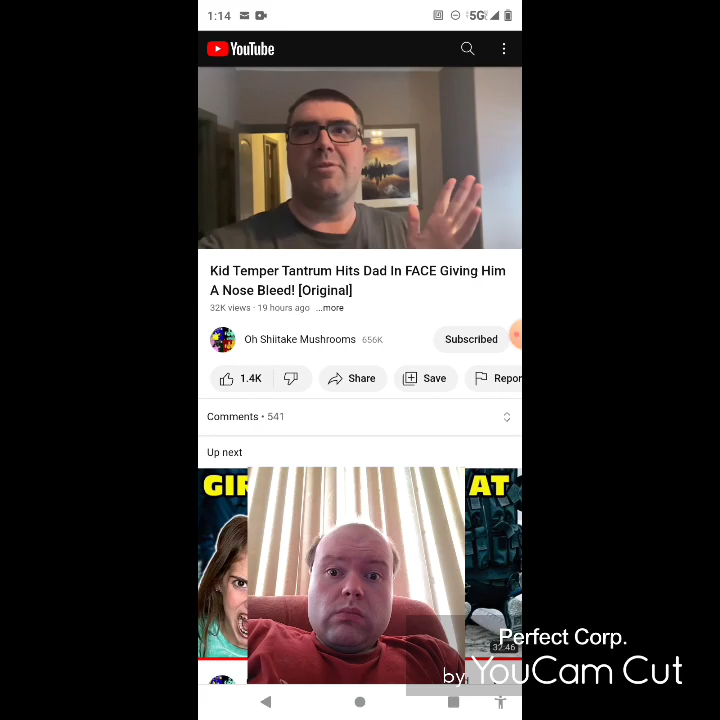 1:14
5G
YouTube
Kid Temper Tantrum Hits Dad In FACE Giving Him
A Nose Bleed! [Original]
32K views · 19 hours ago ...more
Oh Shiitake Mushrooms 656K
Subscribed
1.4K
Share
Save
Repor
Comments • 541
Up next
GIR
AT
32:46
Perfect Corp.
by YouCam Cut